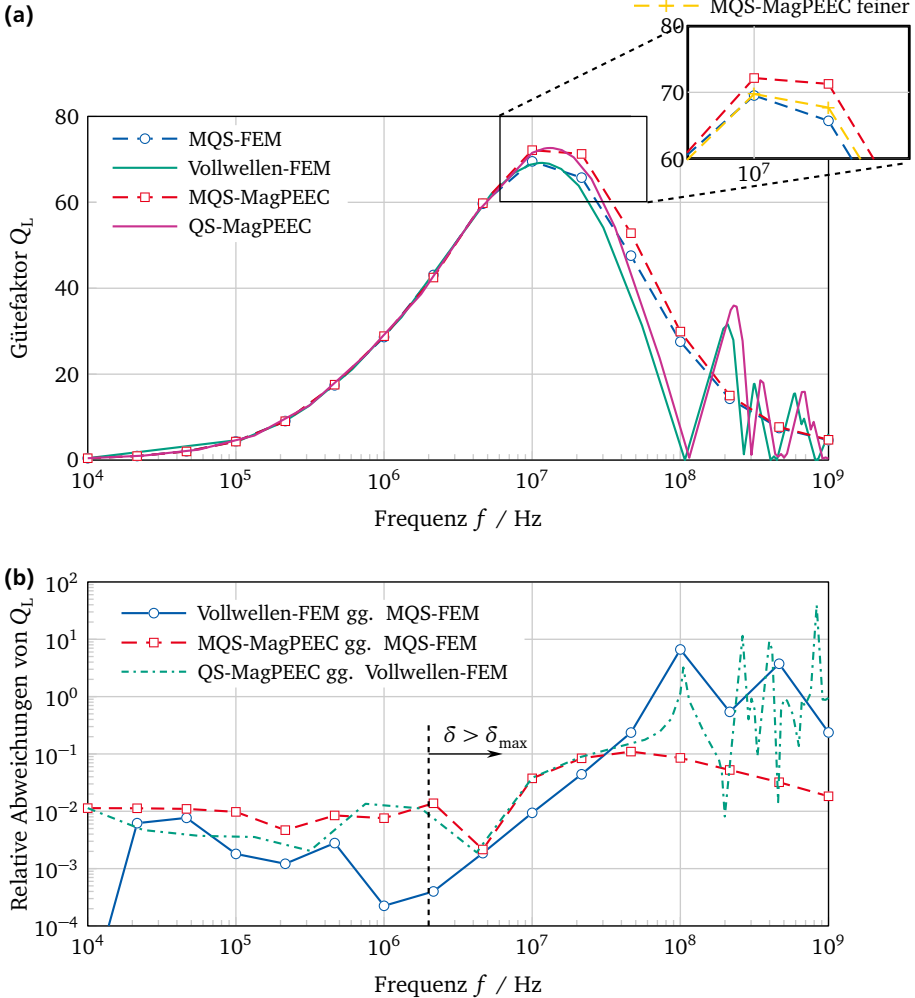 (a)
MQS-MagPEEC feiner
80
70
60
10^7
80
60
40
20
0
Gütefaktor Q_L
MQS-FEM
Vollwellen-FEM
MQS-MagPEEC
QS-MagPEEC
10^4 10^5 10^6 10^7 10^8 10^9
Frequenz f / Hz
(b)
10^2
10^1
10^0
10^−1
10^−2
10^−3
10^−4
Relative Abweichungen von Q_L
Vollwellen-FEM gg. MQS-FEM
MQS-MagPEEC gg. MQS-FEM
QS-MagPEEC gg. Vollwellen-FEM
δ > δ_max
10^4 10^5 10^6 10^7 10^8 10^9
Frequenz f / Hz